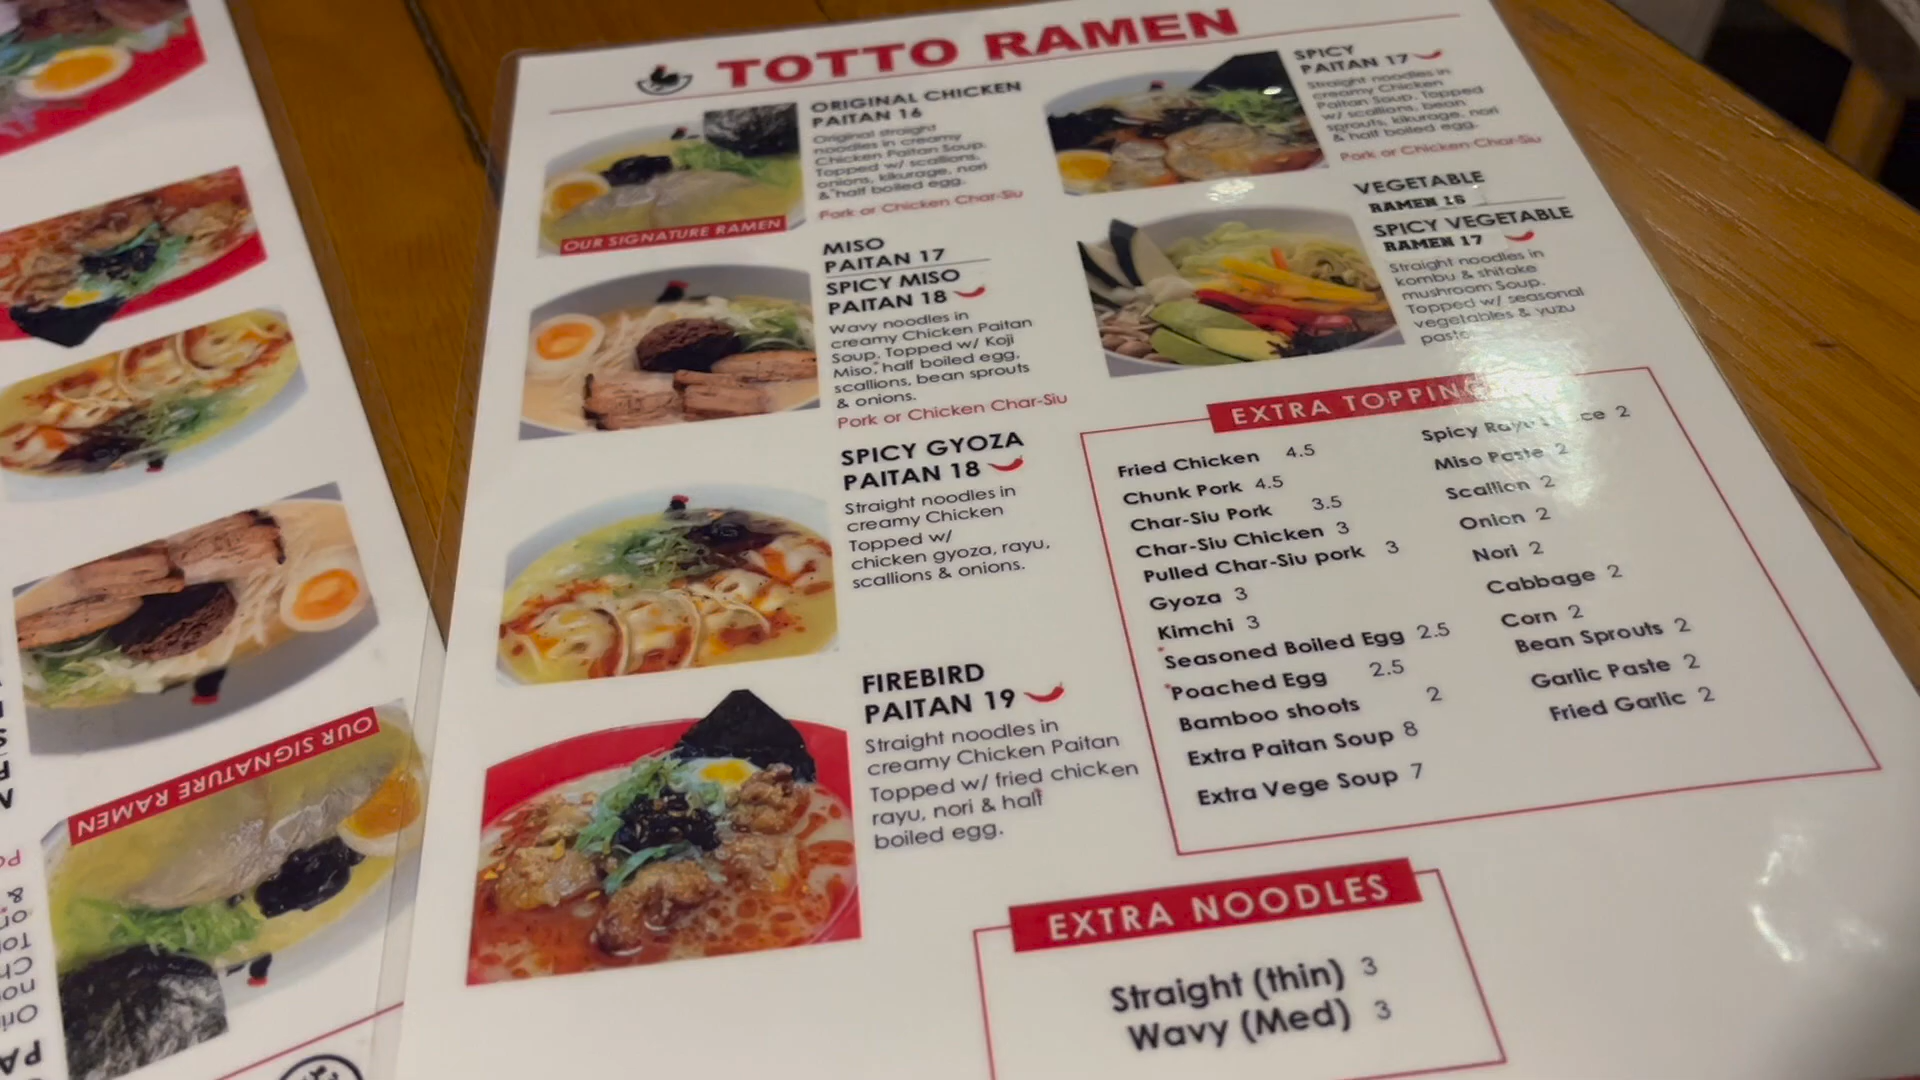 TOTTO RAMEN
ORIGINAL CHICKEN
PAITAN 16
Original straight
noodles in creamy
Chicken Paitan Soup.
Topped w/ scallions,
onions, kikurage, nori
& *half boiled egg.
Pork or Chicken Char-Siu
OUR SIGNATURE RAMEN
MISO
PAITAN 17
SPICY MISO
PAITAN 18
Wavy noodles in
creamy Chicken Paitan
Soup. Topped w/ Koji
Miso, *half boiled egg,
scallions, bean sprouts
& onions.
Pork or Chicken Char-Siu
SPICY GYOZA
PAITAN 18
Straight noodles in
creamy Chicken
Topped w/
chicken gyoza, rayu,
scallions & onions.
FIREBIRD
PAITAN 19
Straight noodles in
creamy Chicken Paitan
Topped w/ fried chicken
rayu, nori & half
boiled egg.
SPICY
PAITAN 17
Straight noodles in
creamy Chicken
Paitan Soup. Topped
w/ scallions, bean
sprouts, kikurage, nori
& half boiled egg.
Pork or Chicken Char-Siu
VEGETABLE
RAMEN 16
SPICY VEGETABLE
RAMEN 17
Straight noodles in
kombu & shitake
mushroom Soup.
Topped w/ seasonal
vegetables & yuzu
EXTRA
Fried Chicken 4.5
Chunk Pork 4.5
Char-Siu Pork 3.5
Char-Siu Chicken 3
Pulled Char-Siu pork 3
Gyoza 3
Kimchi 3
*Seasoned Boiled Egg 2.5
*Poached Egg 2.5
Bamboo shoots 2
Extra Paitan Soup 8
Extra Vege Soup 7
Spicy 2
Miso Paste 2
Scallion 2
Onion 2
Nori 2
Cabbage 2
Corn 2
Bean Sprouts 2
Garlic Paste 2
Fried Garlic 2
EXTRA NOODLES
Straight (thin) 3
Wavy (Med) 3
OUR SIGNATURE RAMEN